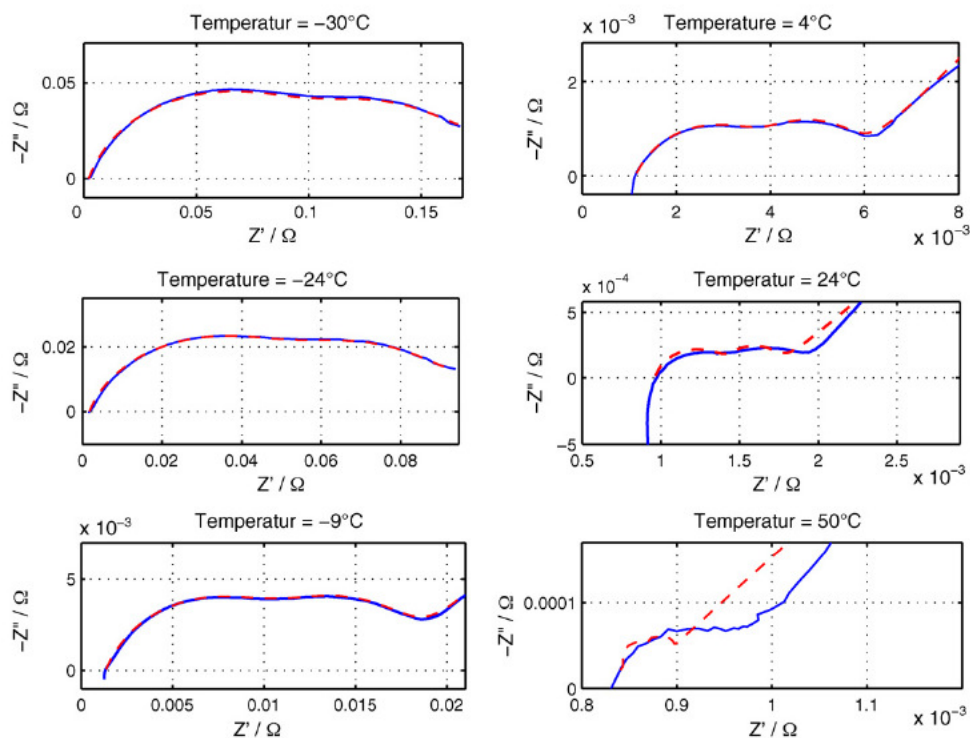 Temperatur = −30°C
0.05
0
−Z'' / Ω
0 0.05 0.1 0.15
Z' / Ω
Temperature = −24°C
0.02
0
−Z'' / Ω
0 0.02 0.04 0.06 0.08
Z' / Ω
Temperatur = −9°C
x 10⁻³
5
0
−Z'' / Ω
0 0.005 0.01 0.015 0.02
Z' / Ω
Temperatur = 4°C
x 10⁻³
2
0
−Z'' / Ω
0 2 4 6 8
Z' / Ω
x 10⁻³
Temperatur = 24°C
x 10⁻⁴
5
0
−5
−Z'' / Ω
0.5 1 1.5 2 2.5
Z' / Ω
x 10⁻³
Temperatur = 50°C
0.0001
0
−Z'' / Ω
0.8 0.9 1 1.1
Z' / Ω
x 10⁻³